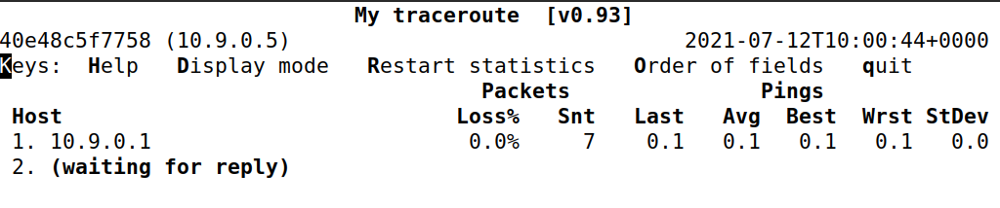 My traceroute  [v0.93]
40e48c5f7758 (10.9.0.5) 2021-07-12T10:00:44+0000
Keys:  Help   Display mode   Restart statistics   Order of fields   quit
Packets Pings
Host Loss% Snt Last Avg Best Wrst StDev
1. 10.9.0.1 0.0% 7 0.1 0.1 0.1 0.1 0.0
2. (waiting for reply)